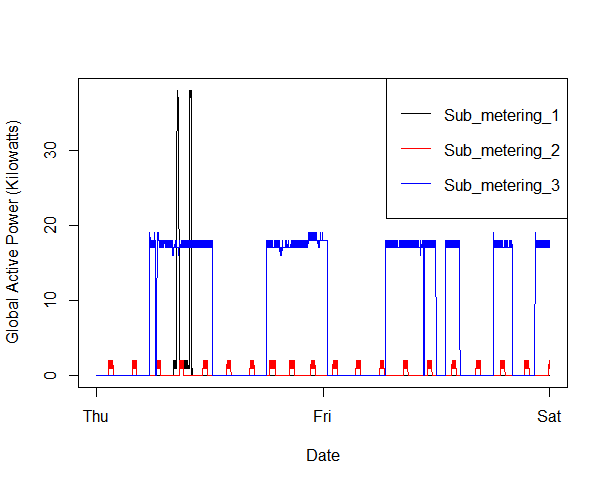 Sub_metering_1
Sub_metering_2
Sub_metering_3
Global Active Power (Kilowatts)
30
20
10
0
Thu Fri Sat
Date